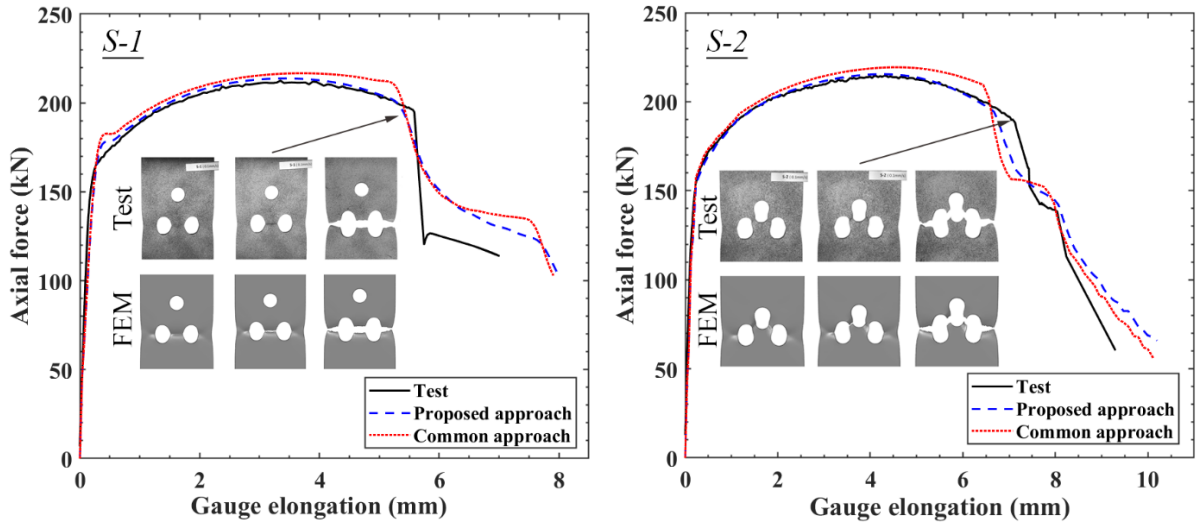 S-1
Axial force (kN)
250
200
150
100
50
0
0 2 4 6 8
Gauge elongation (mm)
Test
FEM
Test
Proposed approach
Common approach
S-2
Axial force (kN)
250
200
150
100
50
0
0 2 4 6 8 10
Gauge elongation (mm)
Test
FEM
Test
Proposed approach
Common approach